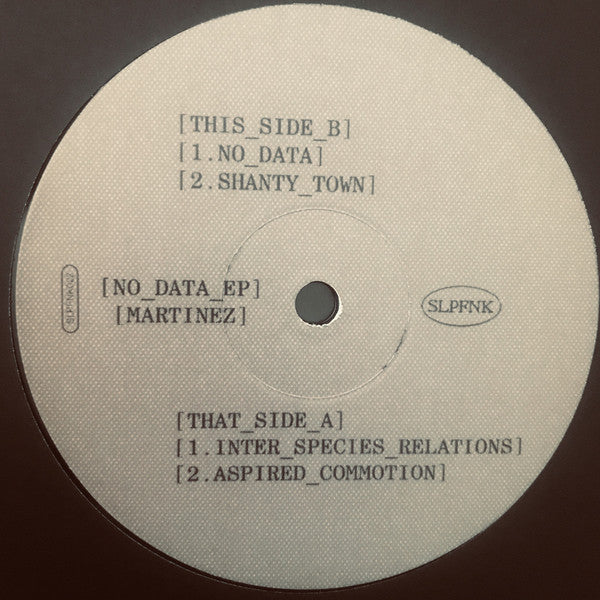 [THIS_SIDE_B]
[1.NO_DATA]
[2.SHANTY_TOWN]
[NO_DATA_EP]
[MARTINEZ]
SLPFNK
[THAT_SIDE_A]
[1.INTER_SPECIES_RELATIONS]
[2.ASPIRED_COMMOTION]